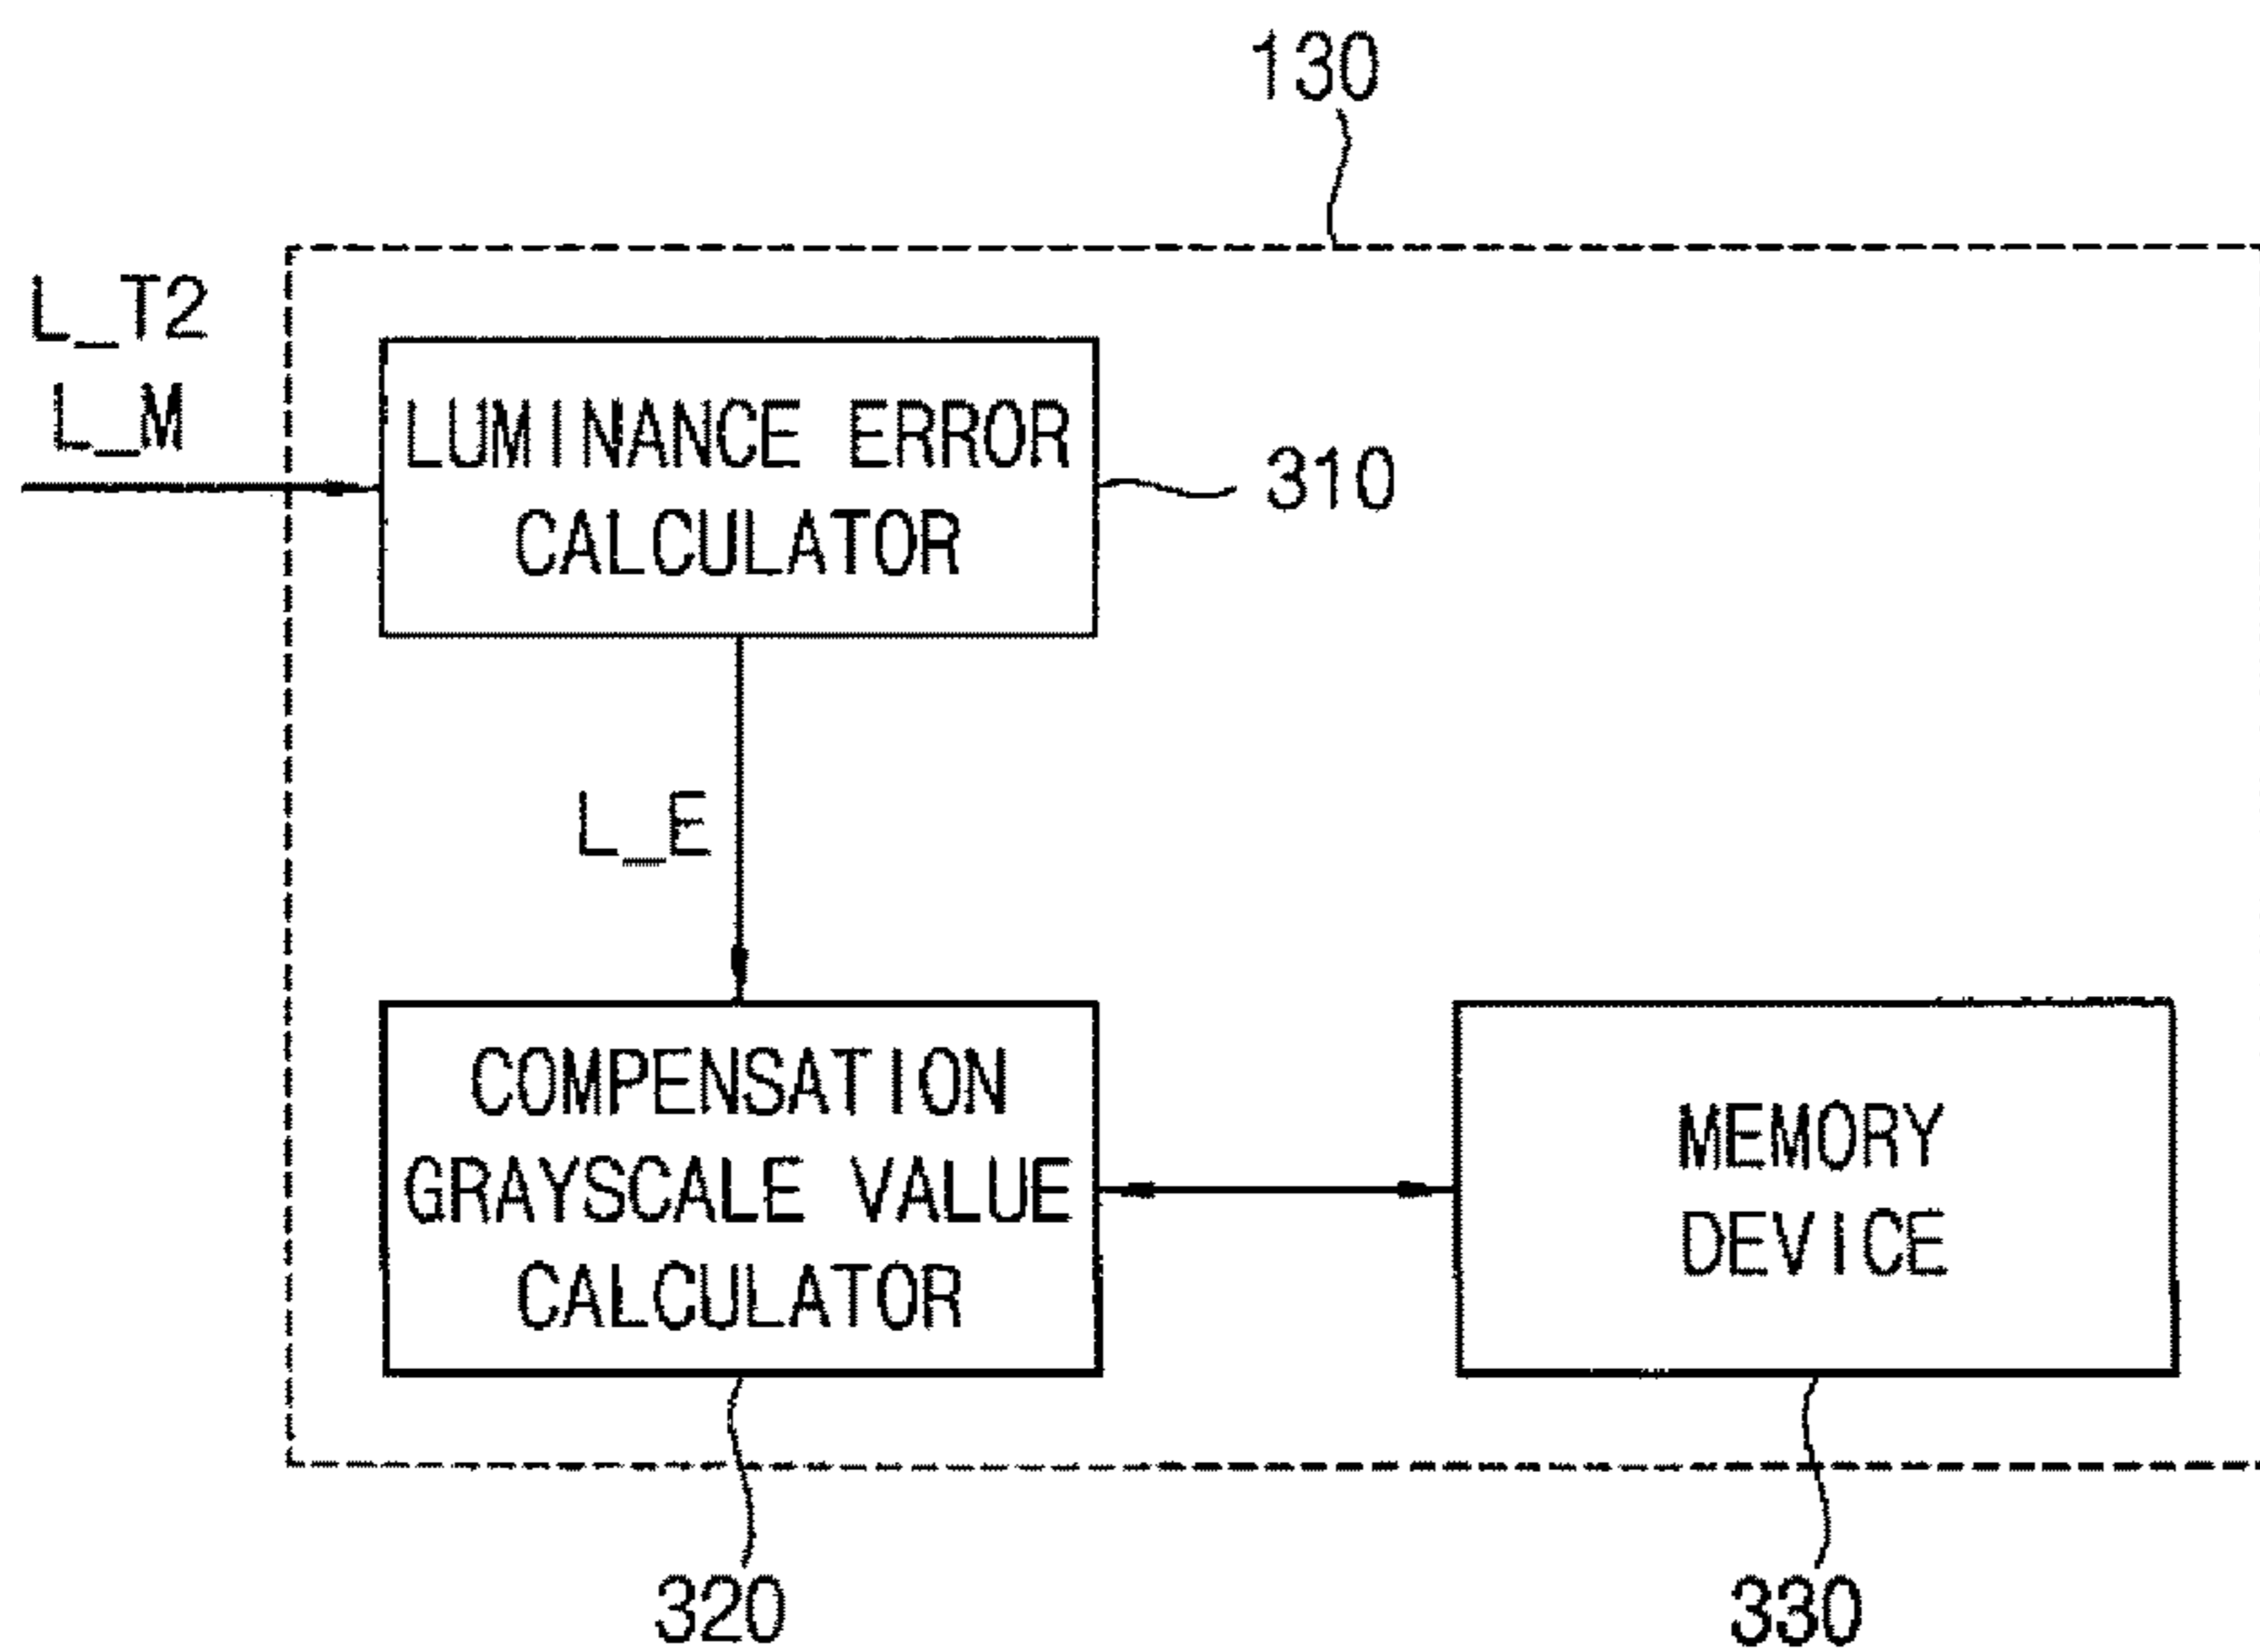 130
L_T2
L_M
LUMINANCE ERROR
CALCULATOR
310
L_E
COMPENSATION
GRAYSCALE VALUE
CALCULATOR
MEMORY
DEVICE
320
330